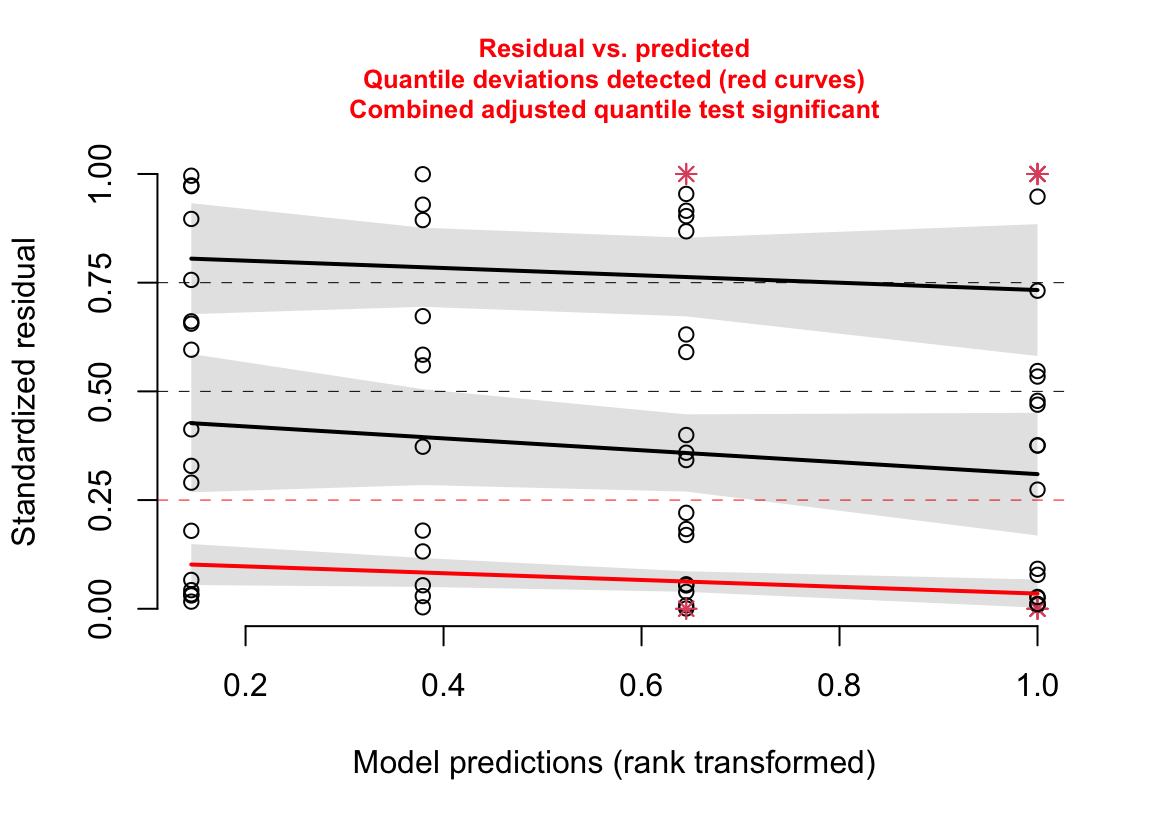 Residual vs. predicted
Quantile deviations detected (red curves)
Combined adjusted quantile test significant
Standardized residual
1.00
0.75
0.50
0.25
0.00
0.2 0.4 0.6 0.8 1.0
Model predictions (rank transformed)